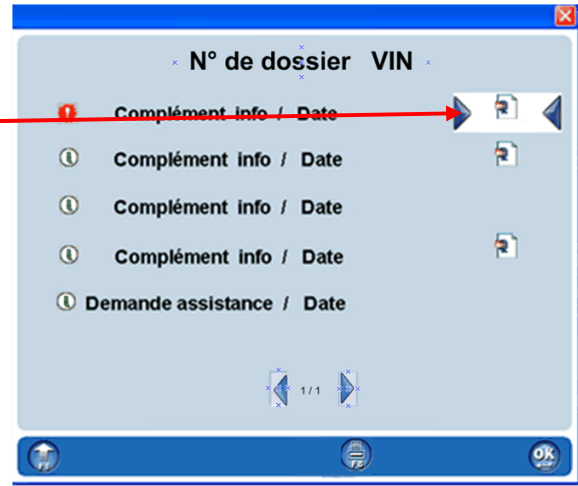 N° de dossier VIN
Complément info / Date
Complément info / Date
Complément info / Date
Complément info / Date
Demande assistance / Date
1 / 1
OK